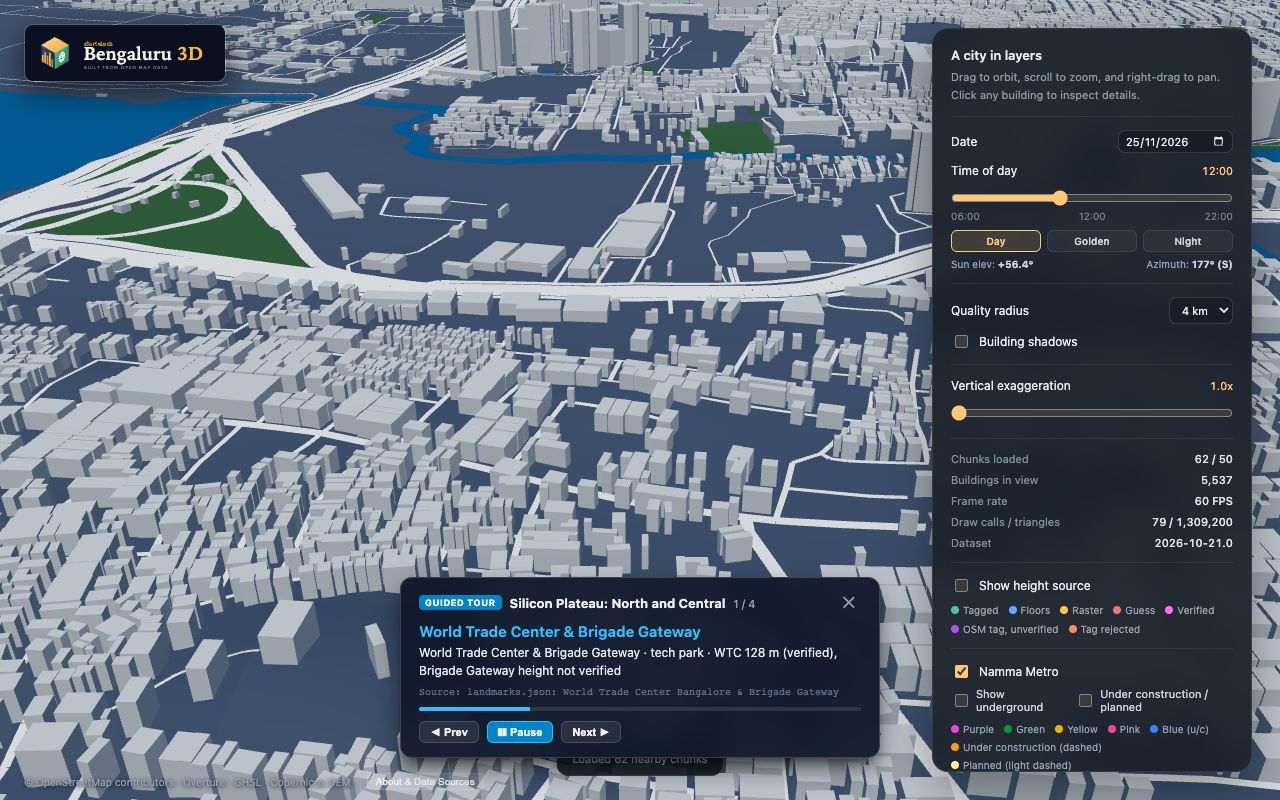 Bengaluru 3D
BUILT FROM OPEN MAP DATA
A city in layers
Drag to orbit, scroll to zoom, and right-drag to pan.
Click any building to inspect details.
Date 25/11/2026
Time of day 12:00
06:00 12:00 22:00
Day Golden Night
Sun elev: +56.4° Azimuth: 177° (S)
Quality radius 4 km
Building shadows
Vertical exaggeration 1.0x
Chunks loaded 62 / 50
Buildings in view 5,537
Frame rate 60 FPS
Draw calls / triangles 79 / 1,309,200
Dataset 2026-10-21.0
Show height source
Tagged Floors Raster Guess Verified
OSM tag, unverified Tag rejected
Namma Metro
Show underground
Under construction / planned
Purple Green Yellow Pink Blue (u/c)
Under construction (dashed)
Planned (light dashed)
GUIDED TOUR Silicon Plateau: North and Central 1 / 4
World Trade Center & Brigade Gateway
World Trade Center & Brigade Gateway · tech park · WTC 128 m (verified),
Brigade Gateway height not verified
Source: landmarks.json: World Trade Center Bangalore & Brigade Gateway
◀ Prev Pause Next ▶
Loaded 62 nearby chunks
© OpenStreetMap contributors · Overture · GHSL · Copernicus DEM About & Data Sources